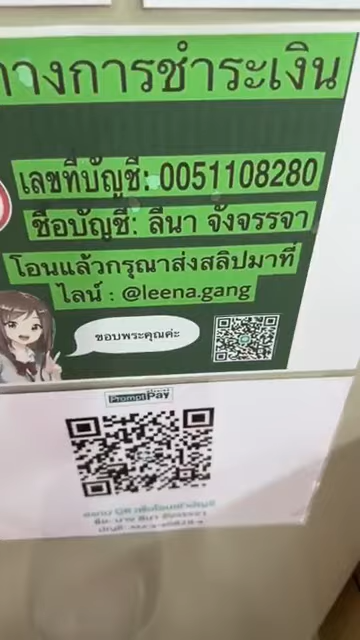 ทางการชำระเงิน
เลขที่บัญชี: 0051108280
ชื่อบัญชี: ลีนา จังจรรจา
โอนแล้วกรุณาส่งสลิปมาที่
ไลน์ : @leena.gang
ขอบพระคุณค่ะ
PromptPay